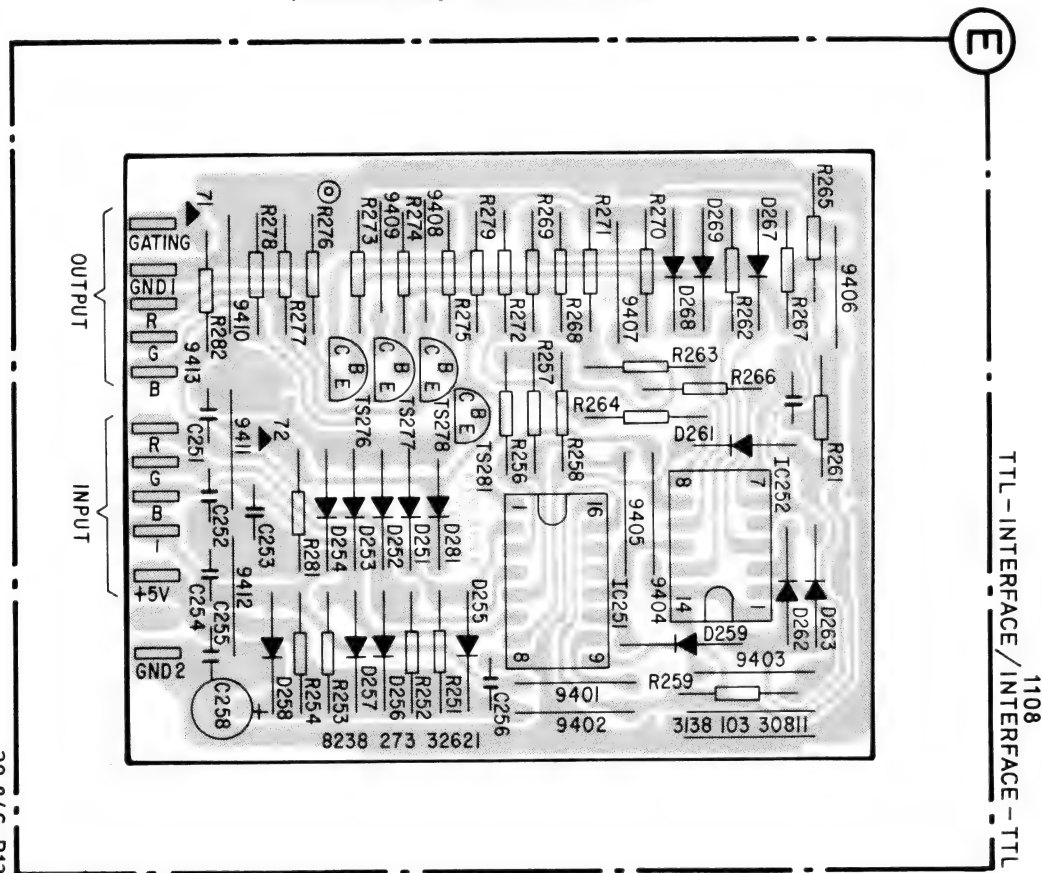 E
1108
TTL-INTERFACE/INTERFACE-TTL
R265
9406
D267
R267
D269
R262
R270
D268
R271
9407
R269
R268
R279
R272
9408
R275
R274
9409
R273
R276
R277
R278
9410
71
R282
GATING
GND1
R
G
B
OUTPUT
9413
R
G
B
-
+5V
INPUT
GND2
C251
9411
72
C252
C253
9412
C254
C255
C258
+
R281
D254
D253
D252
D251
D281
C
B
E
TS276
C
B
E
TS277
C
B
E
TS278
C
B
E
TS281
R256
R257
R258
R263
R266
R264
D261
R261
IC252
8
7
14
1
9405
9404
IC251
1
16
8
9
D262
D263
D259
9403
R259
9401
9402
3138 103 30811
D255
C256
R251
R252
D256
D257
R253
R254
D258
8238 273 32621